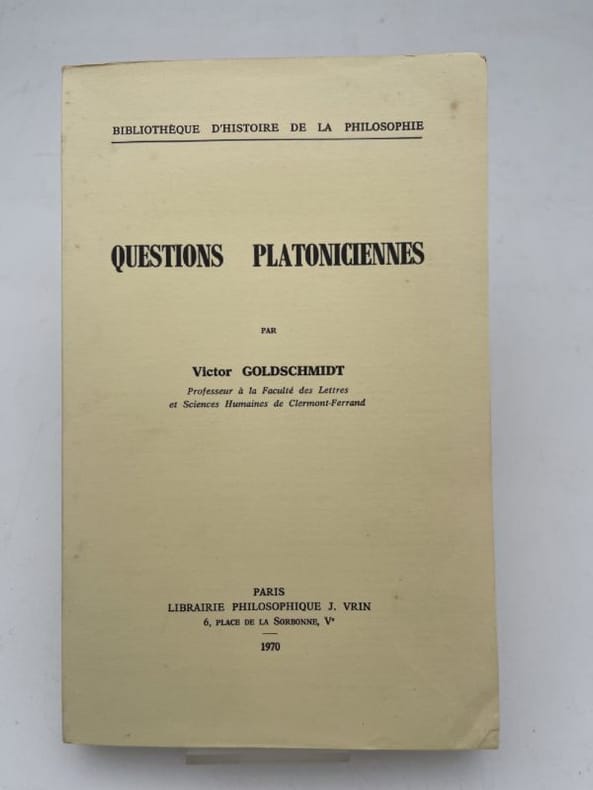 BIBLIOTHÈQUE D'HISTOIRE DE LA PHILOSOPHIE
QUESTIONS PLATONICIENNES
PAR
Victor GOLDSCHMIDT
Professeur à la Faculté des Lettres
et Sciences Humaines de Clermont-Ferrand
PARIS
LIBRAIRIE PHILOSOPHIQUE J. VRIN
6, PLACE DE LA SORBONNE, Vᵉ
1970